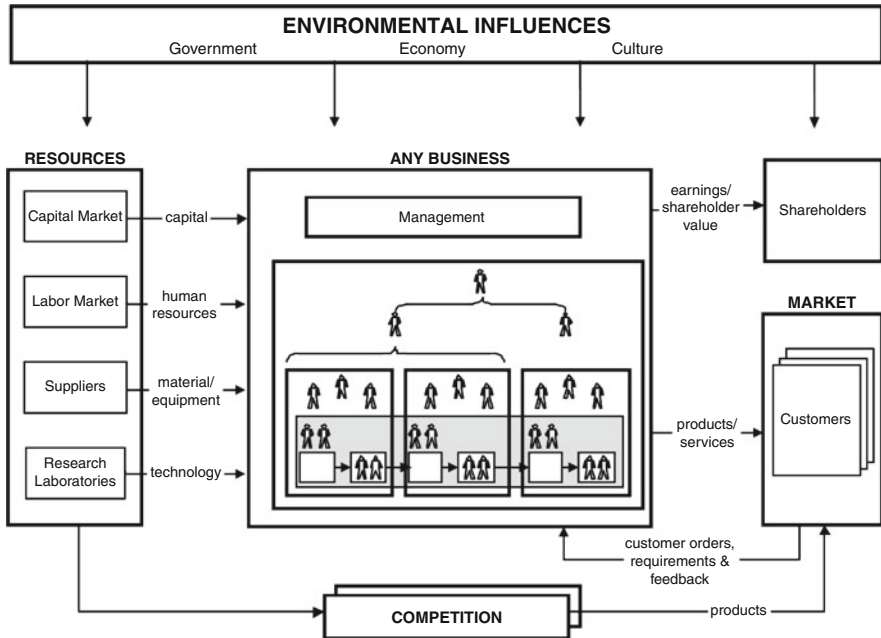 ENVIRONMENTAL INFLUENCES
Government Economy Culture
RESOURCES
Capital Market
Labor Market
Suppliers
Research
Laboratories
capital
human
resources
material/
equipment
technology
ANY BUSINESS
Management
earnings/
shareholder
value
Shareholders
MARKET
Customers
products/
services
customer orders,
requirements &
feedback
COMPETITION
products